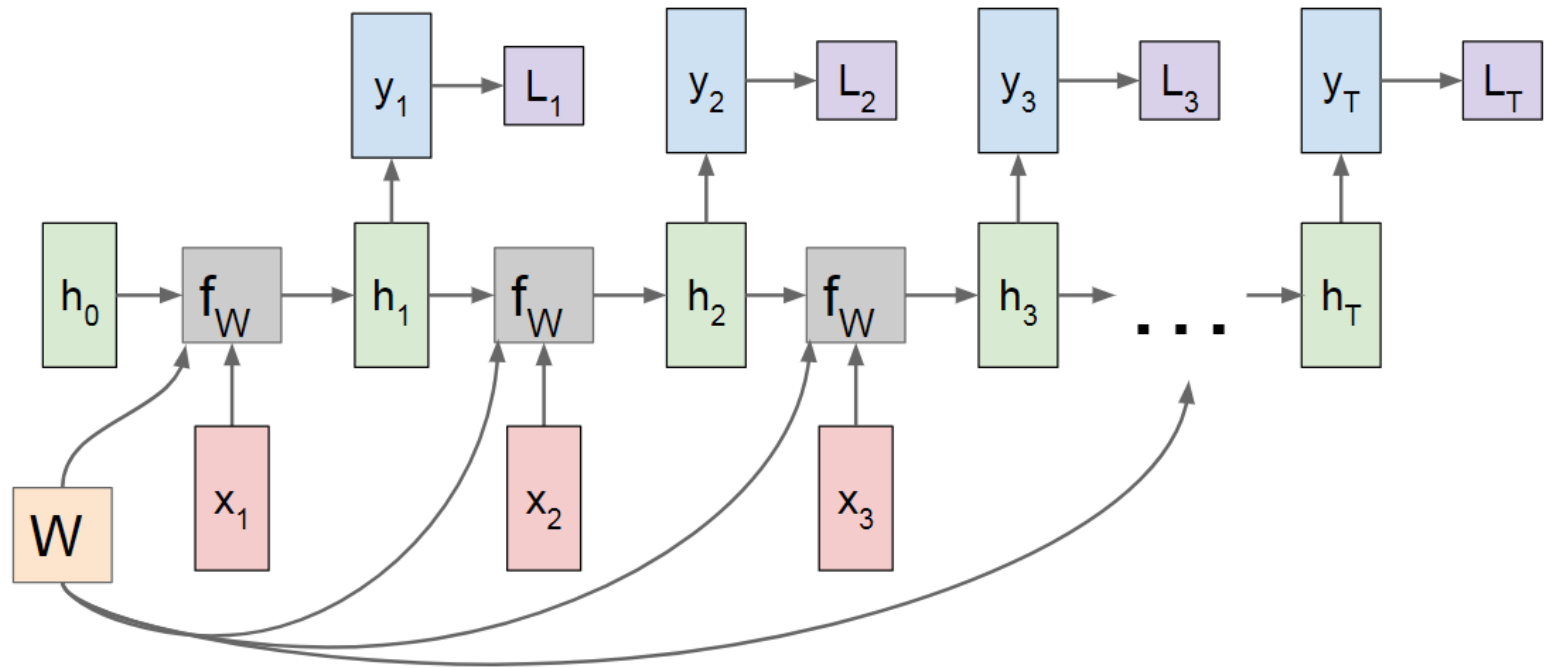 y1 L1 y2 L2 y3 L3 yT LT
h0 fW h1 fW h2 fW h3 ... hT
W x1 x2 x3